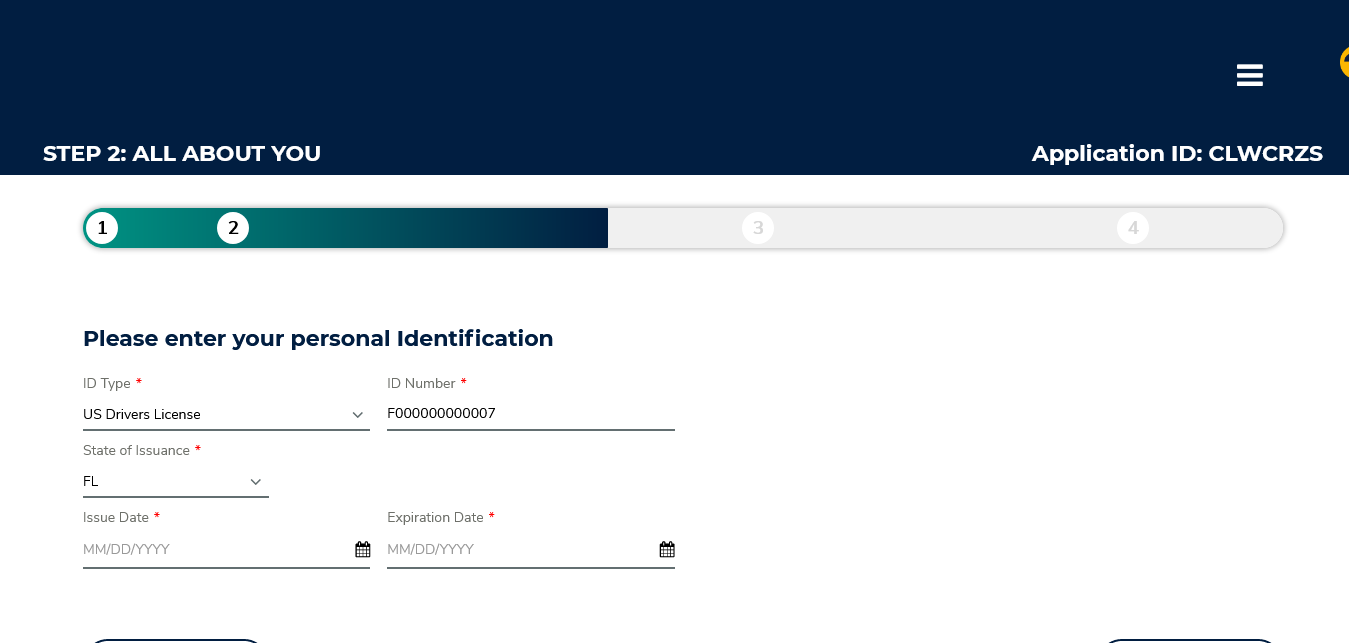 STEP 2: ALL ABOUT YOU
Application ID: CLWCRZS
1 2 3 4
Please enter your personal Identification
ID Type * ID Number *
US Drivers License F000000000007
State of Issuance *
FL
Issue Date * Expiration Date *
MM/DD/YYYY MM/DD/YYYY